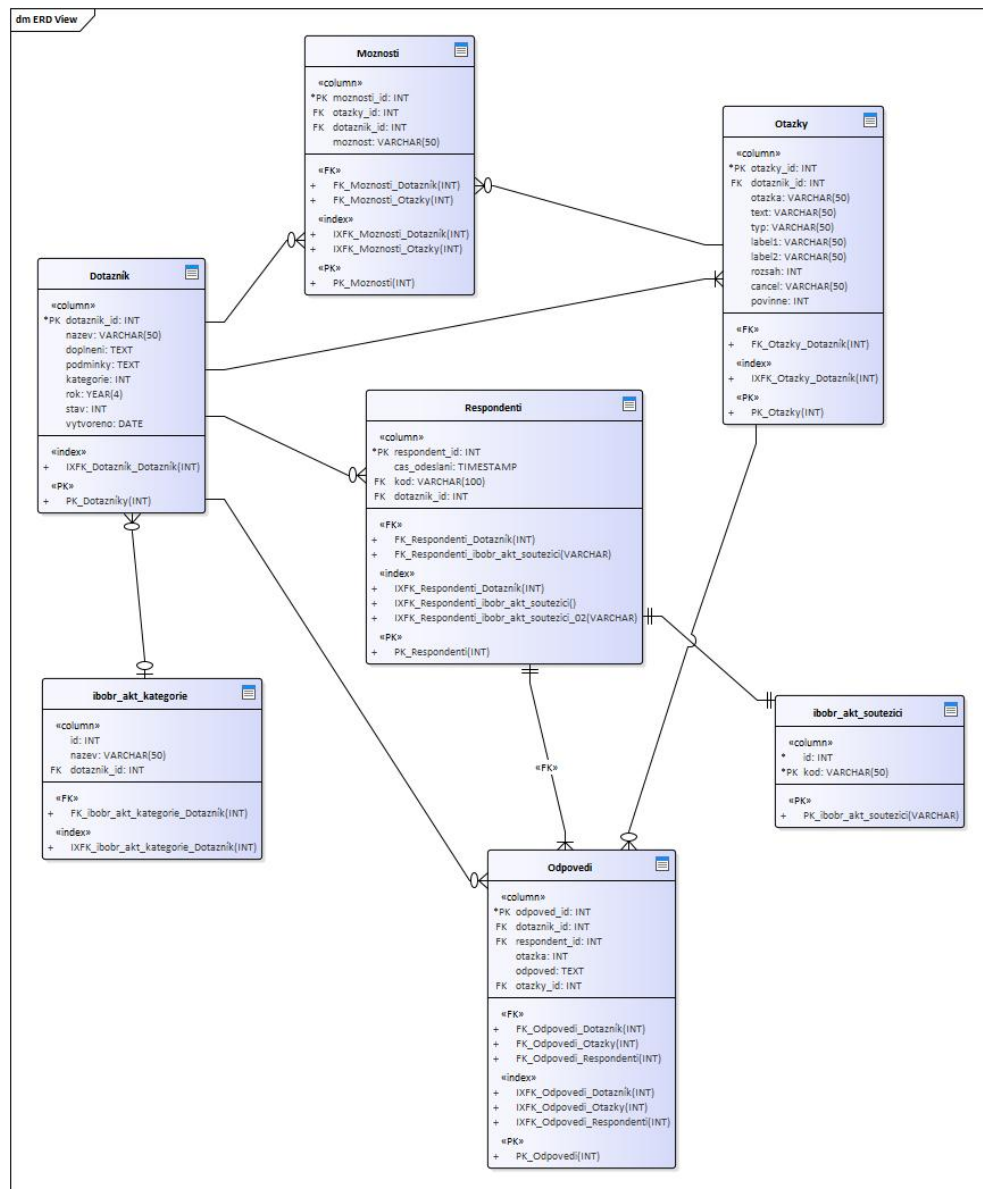 dm ERD View
Moznosti
«column»
*PK moznosti_id: INT
FK otazky_id: INT
FK dotaznik_id: INT
moznost: VARCHAR(50)
«FK»
+ FK_Moznosti_Dotazník(INT)
+ FK_Moznosti_Otazky(INT)
«index»
+ IXFK_Moznosti_Dotazník(INT)
+ IXFK_Moznosti_Otazky(INT)
«PK»
+ PK_Moznosti(INT)
Otazky
«column»
*PK otazky_id: INT
FK dotaznik_id: INT
otazka: VARCHAR(50)
text: VARCHAR(50)
typ: VARCHAR(50)
label1: VARCHAR(50)
label2: VARCHAR(50)
rozsah: INT
cancel: VARCHAR(50)
povinne: INT
«FK»
+ FK_Otazky_Dotazník(INT)
«index»
+ IXFK_Otazky_Dotazník(INT)
«PK»
+ PK_Otazky(INT)
Dotazník
«column»
*PK dotaznik_id: INT
nazev: VARCHAR(50)
doplneni: TEXT
podminky: TEXT
kategorie: INT
rok: YEAR(4)
stav: INT
vytvoreno: DATE
«index»
+ IXFK_Dotazník_Dotazník(INT)
«PK»
+ PK_Dotazníky(INT)
Respondenti
«column»
*PK respondent_id: INT
cas_odeslani: TIMESTAMP
FK kod: VARCHAR(100)
FK dotaznik_id: INT
«FK»
+ FK_Respondenti_Dotazník(INT)
+ FK_Respondenti_ibobr_akt_soutezici(VARCHAR)
«index»
+ IXFK_Respondenti_Dotazník(INT)
+ IXFK_Respondenti_ibobr_akt_soutezici()
+ IXFK_Respondenti_ibobr_akt_soutezici_02(VARCHAR)
«PK»
+ PK_Respondenti(INT)
ibobr_akt_kategorie
«column»
id: INT
nazev: VARCHAR(50)
FK dotaznik_id: INT
«FK»
+ FK_ibobr_akt_kategorie_Dotazník(INT)
«index»
+ IXFK_ibobr_akt_kategorie_Dotazník(INT)
ibobr_akt_soutezici
«column»
* id: INT
*PK kod: VARCHAR(50)
«PK»
+ PK_ibobr_akt_soutezici(VARCHAR)
«FK»
Odpovedi
«column»
*PK odpoved_id: INT
FK dotaznik_id: INT
FK respondent_id: INT
otazka: INT
odpoved: TEXT
FK otazky_id: INT
«FK»
+ FK_Odpovedi_Dotazník(INT)
+ FK_Odpovedi_Otazky(INT)
+ FK_Odpovedi_Respondenti(INT)
«index»
+ IXFK_Odpovedi_Dotazník(INT)
+ IXFK_Odpovedi_Otazky(INT)
+ IXFK_Odpovedi_Respondenti(INT)
«PK»
+ PK_Odpovedi(INT)